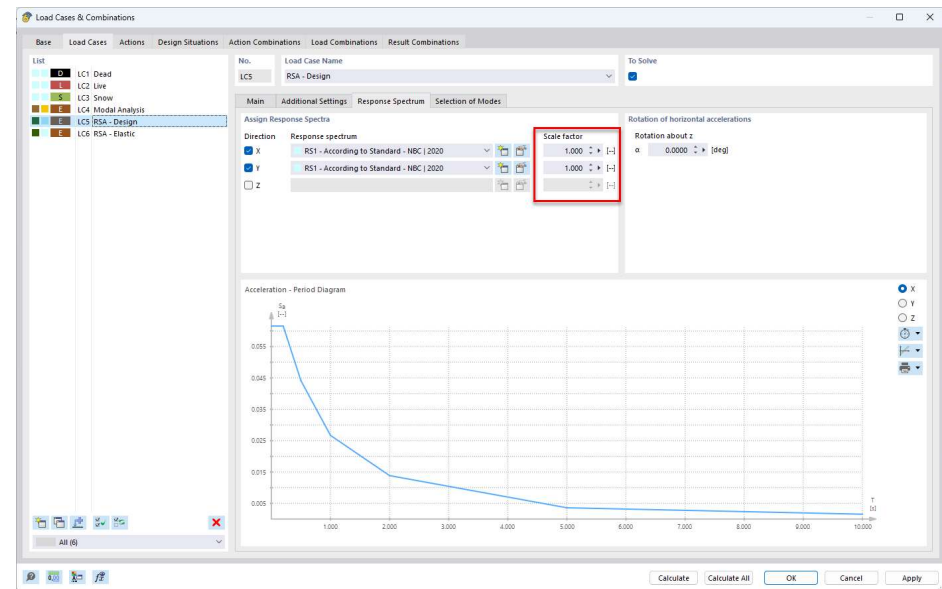 Load Cases & Combinations
Base Load Cases Actions Design Situations Action Combinations Load Combinations Result Combinations
List
D LC1 Dead
L LC2 Live
S LC3 Snow
E LC4 Modal Analysis
E LC5 RSA - Design
E LC6 RSA - Elastic
All (6)
No. Load Case Name
LC5 RSA - Design
To Solve
Main Additional Settings Response Spectrum Selection of Modes
Assign Response Spectra
Direction Response spectrum Scale factor
X RS1 - According to Standard - NBC | 2020 1.000 [--]
Y RS1 - According to Standard - NBC | 2020 1.000 [--]
Z [--]
Rotation of horizontal accelerations
Rotation about z
α 0.0000 [deg]
Acceleration - Period Diagram
X
Y
Z
Sa
[--]
0.055
0.045
0.035
0.025
0.015
0.005
1.000 2.000 3.000 4.000 5.000 6.000 7.000 8.000 9.000 10.000
T
[s]
Calculate Calculate All OK Cancel Apply